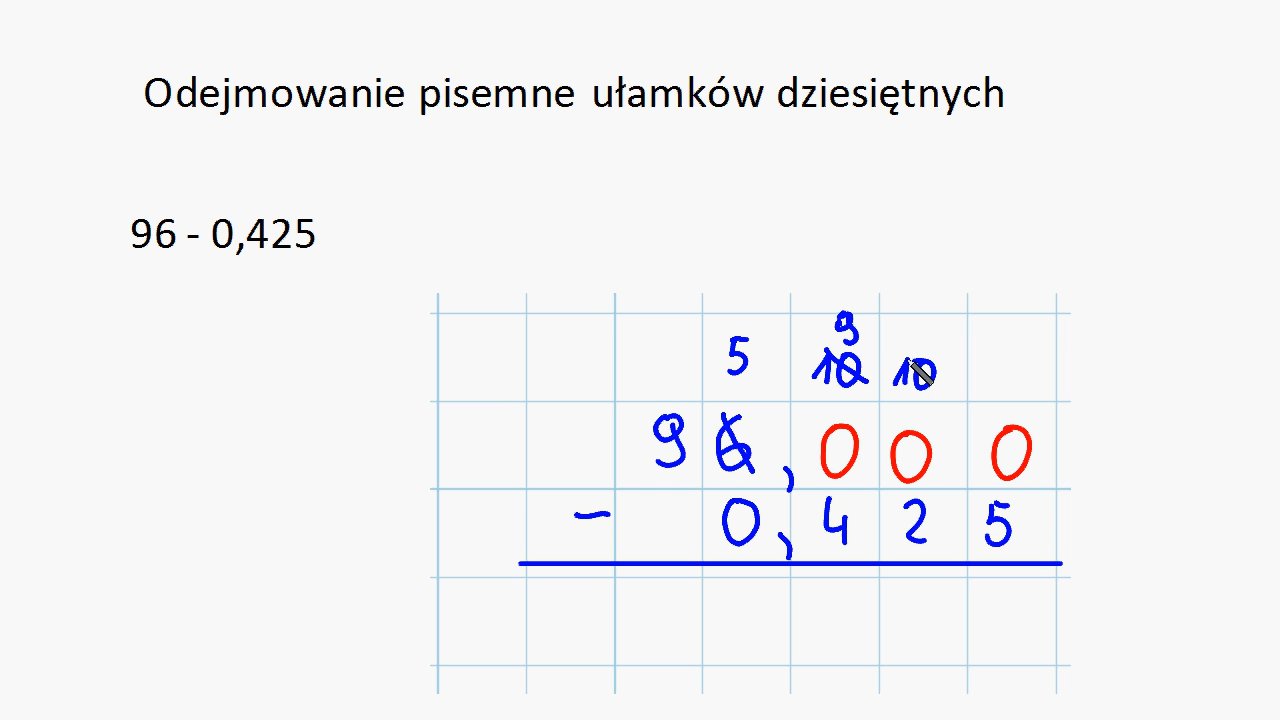 Odejmowanie pisemne ułamków dziesiętnych
96 - 0,425
9
5 10 10
96,000
- 0,425